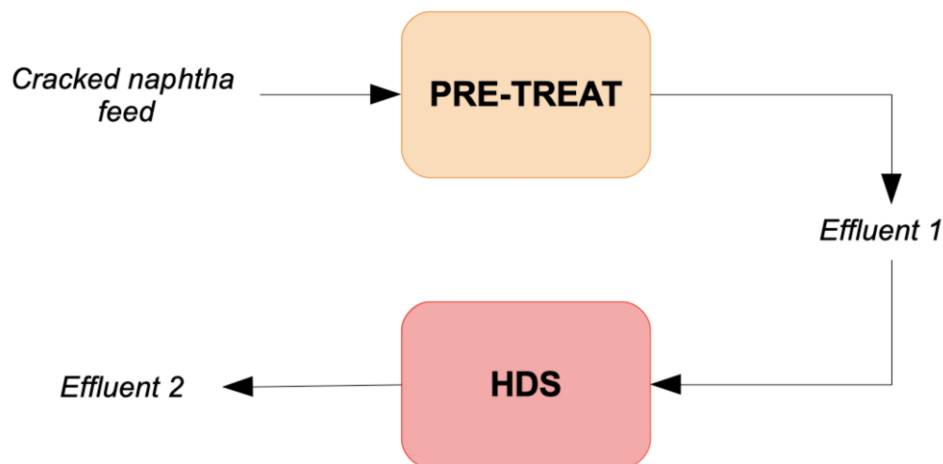 Cracked naphtha
feed
PRE-TREAT
Effluent 1
HDS
Effluent 2